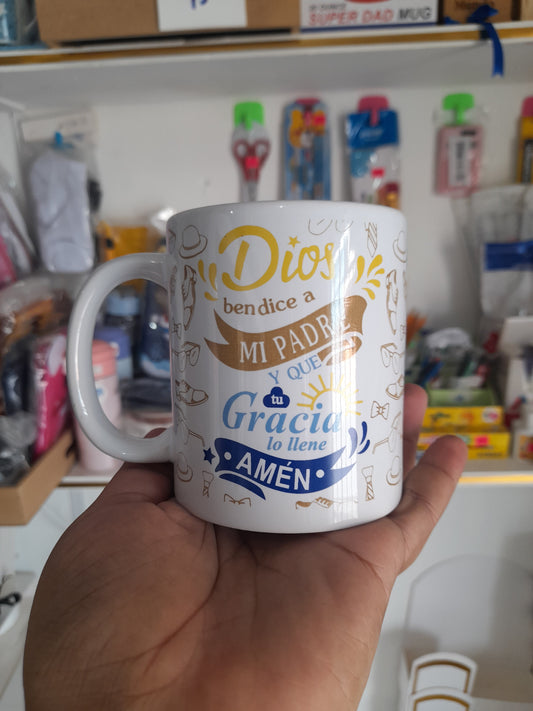 SUPER DAD MUG
Dios
bendice a
MI PADRE
Y QUE
tu
Gracia
lo llene
AMÉN